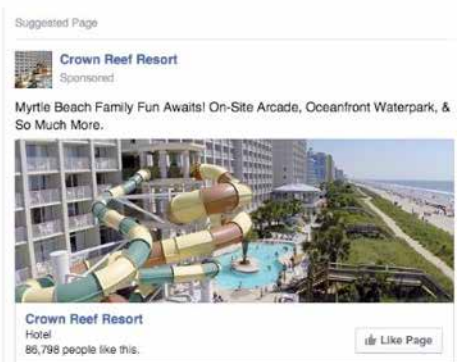 Suggested Page
Crown Reef Resort
Sponsored
Myrtle Beach Family Fun Awaits! On-Site Arcade, Oceanfront Waterpark, &
So Much More.
Crown Reef Resort
Hotel
86,798 people like this.
Like Page